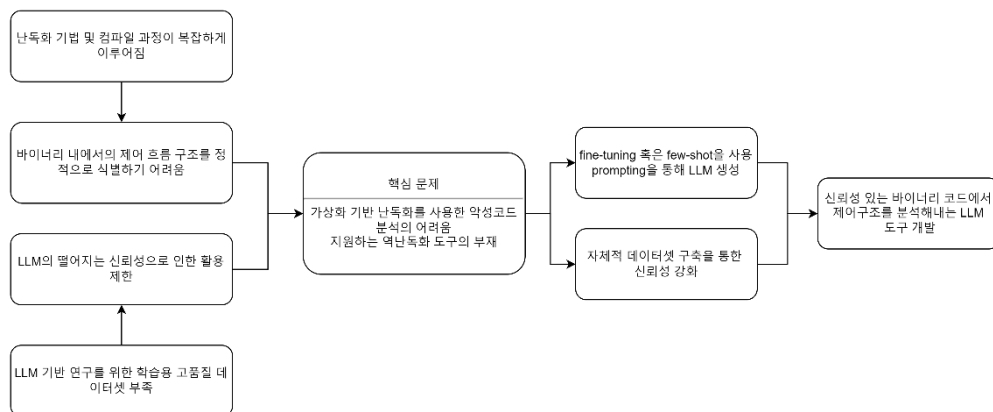 난독화 기법 및 컴파일 과정이 복잡하게
이루어짐
바이너리 내에서의 제어 흐름 구조를 정
적으로 식별하기 어려움
LLM의 떨어지는 신뢰성으로 인한 활용
제한
LLM 기반 연구를 위한 학습용 고품질 데
이터셋 부족
핵심 문제
가상화 기반 난독화를 사용한 악성코드
분석의 어려움
지원하는 역난독화 도구의 부재
fine-tuning 혹은 few-shot을 사용
prompting을 통해 LLM 생성
자체적 데이터셋 구축을 통한
신뢰성 강화
신뢰성 있는 바이너리 코드에서
제어구조를 분석해내는 LLM
도구 개발